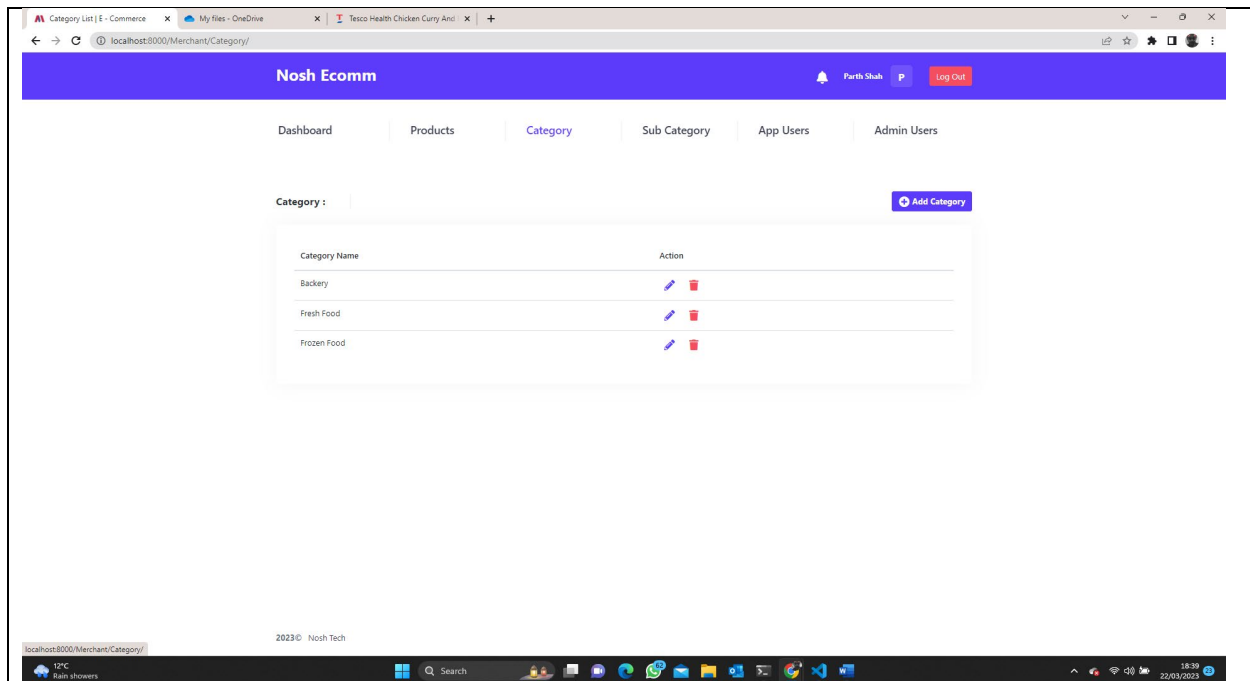 Category List | E - Commerce My files - OneDrive Tesco Health Chicken Curry And
localhost:8000/Merchant/Category/
Nosh Ecomm Parth Shah P Log Out
Dashboard Products Category Sub Category App Users Admin Users
Category : Add Category
Category Name Action
Backery
Fresh Food
Frozen Food
2023© Nosh Tech
localhost:8000/Merchant/Category/
12°C
Rain showers
Search
62
18:39
22/03/2023
23